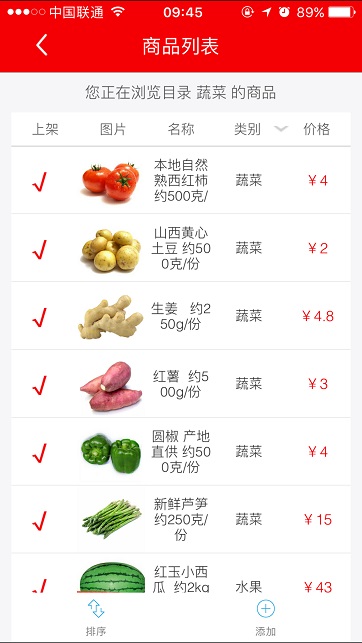 中国联通 09:45 89%
商品列表
您正在浏览目录 蔬菜 的商品
上架 图片 名称 类别 价格
本地自然
熟西红柿
约500克/
蔬菜 ￥4
山西黄心
土豆 约50
0克/份
蔬菜 ￥2
生姜 约2
50g/份
蔬菜 ￥4.8
红薯 约5
00g/份
蔬菜 ￥3
圆椒 产地
直供 约50
0克/份
蔬菜 ￥4
新鲜芦笋
约250克/
份
蔬菜 ￥15
红玉小西
瓜 约2kg
水果 ￥43
排序 添加